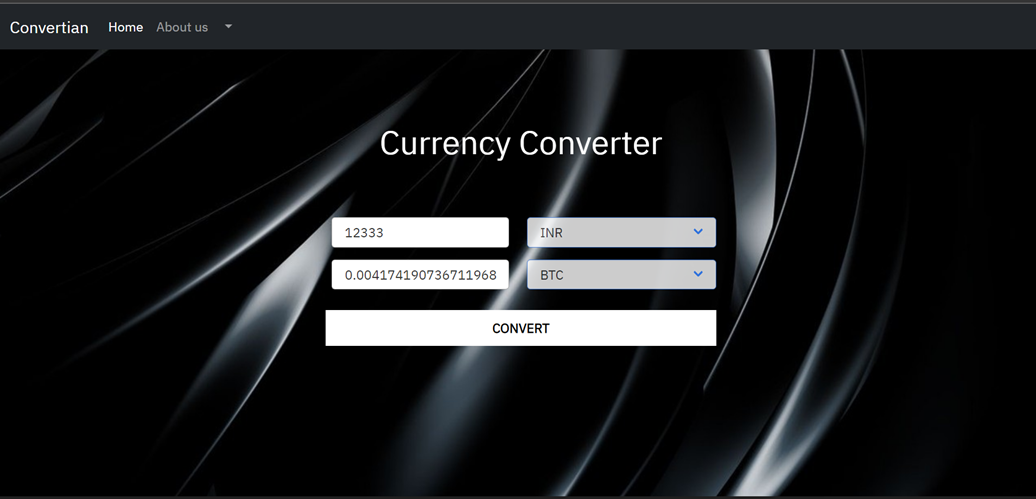 Convertian Home About us
Currency Converter
12333 INR
0.004174190736711968 BTC
CONVERT